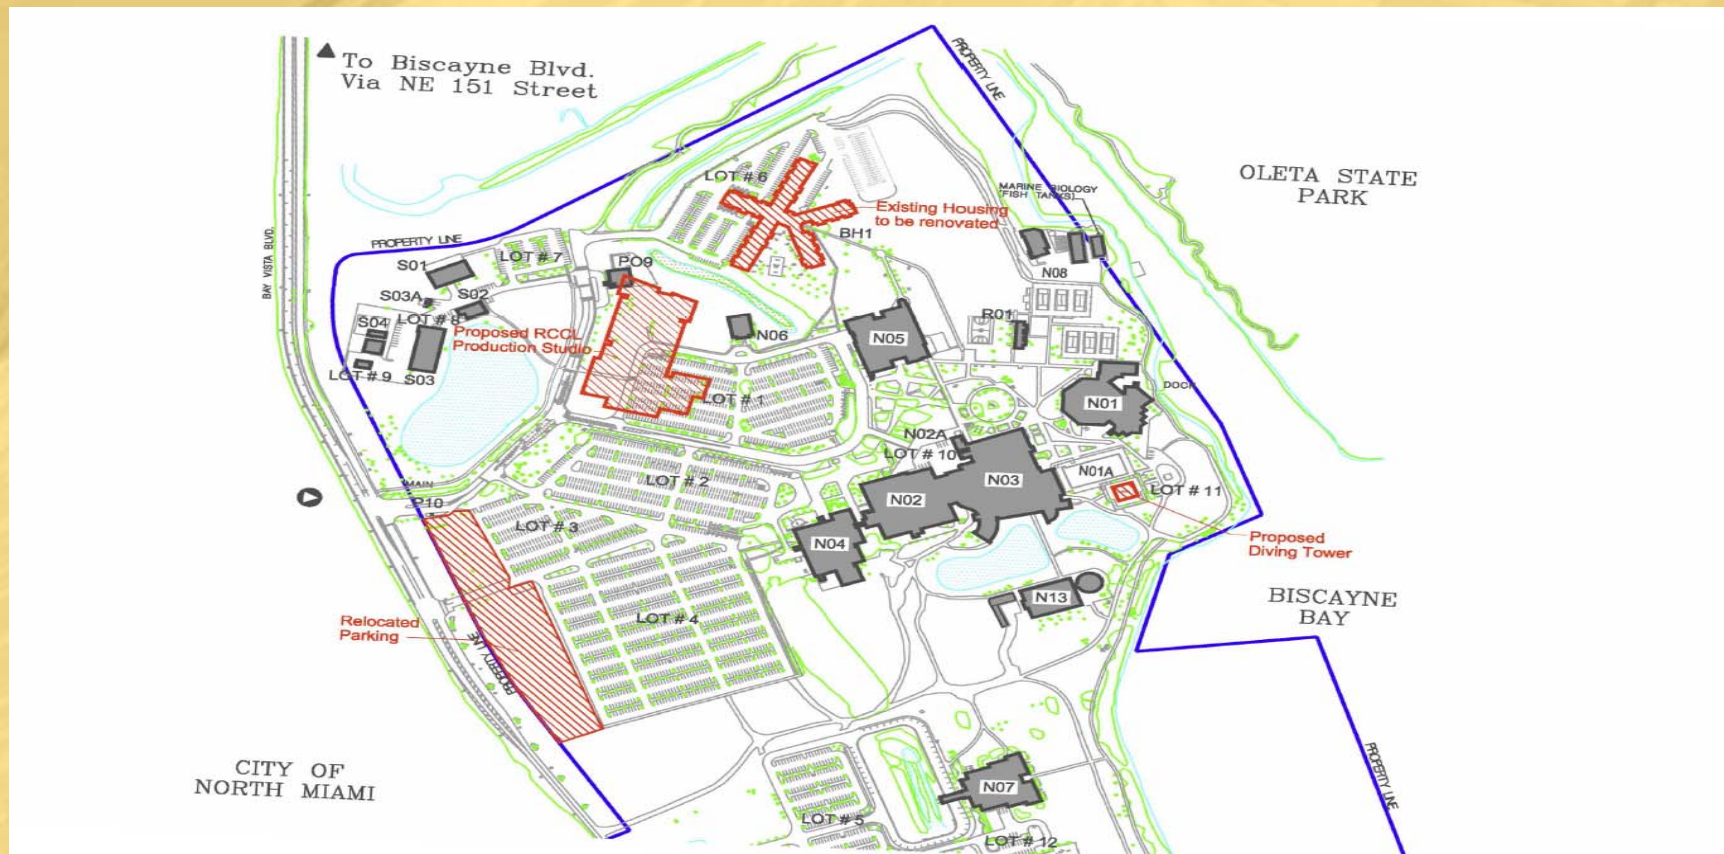 PROPERTY LINE
To Biscayne Blvd.
Via NE 151 Street
OLETA STATE
PARK
LOT # 6
MARINE BIOLOGY
(FISH TANKS)
Existing Housing
to be renovated
BH1
PROPERTY LINE
BAY VISTA BLVD.
LOT # 7
S01
PO9
N08
S03A
S02
LOT # 8
S04
Proposed RCCL
Production Studio
N06
N05
R01
LOT # 9
S03
DOCK
LOT # 1
N01
N02A
LOT # 10
N03
N01A
LOT # 2
LOT # 11
MAIN
P10
N02
LOT # 3
N04
Proposed
Diving Tower
N13
BISCAYNE
BAY
Relocated
Parking
LOT # 4
PROPERTY LINE
CITY OF
NORTH MIAMI
PROPERTY LINE
N07
LOT # 5
LOT # 12